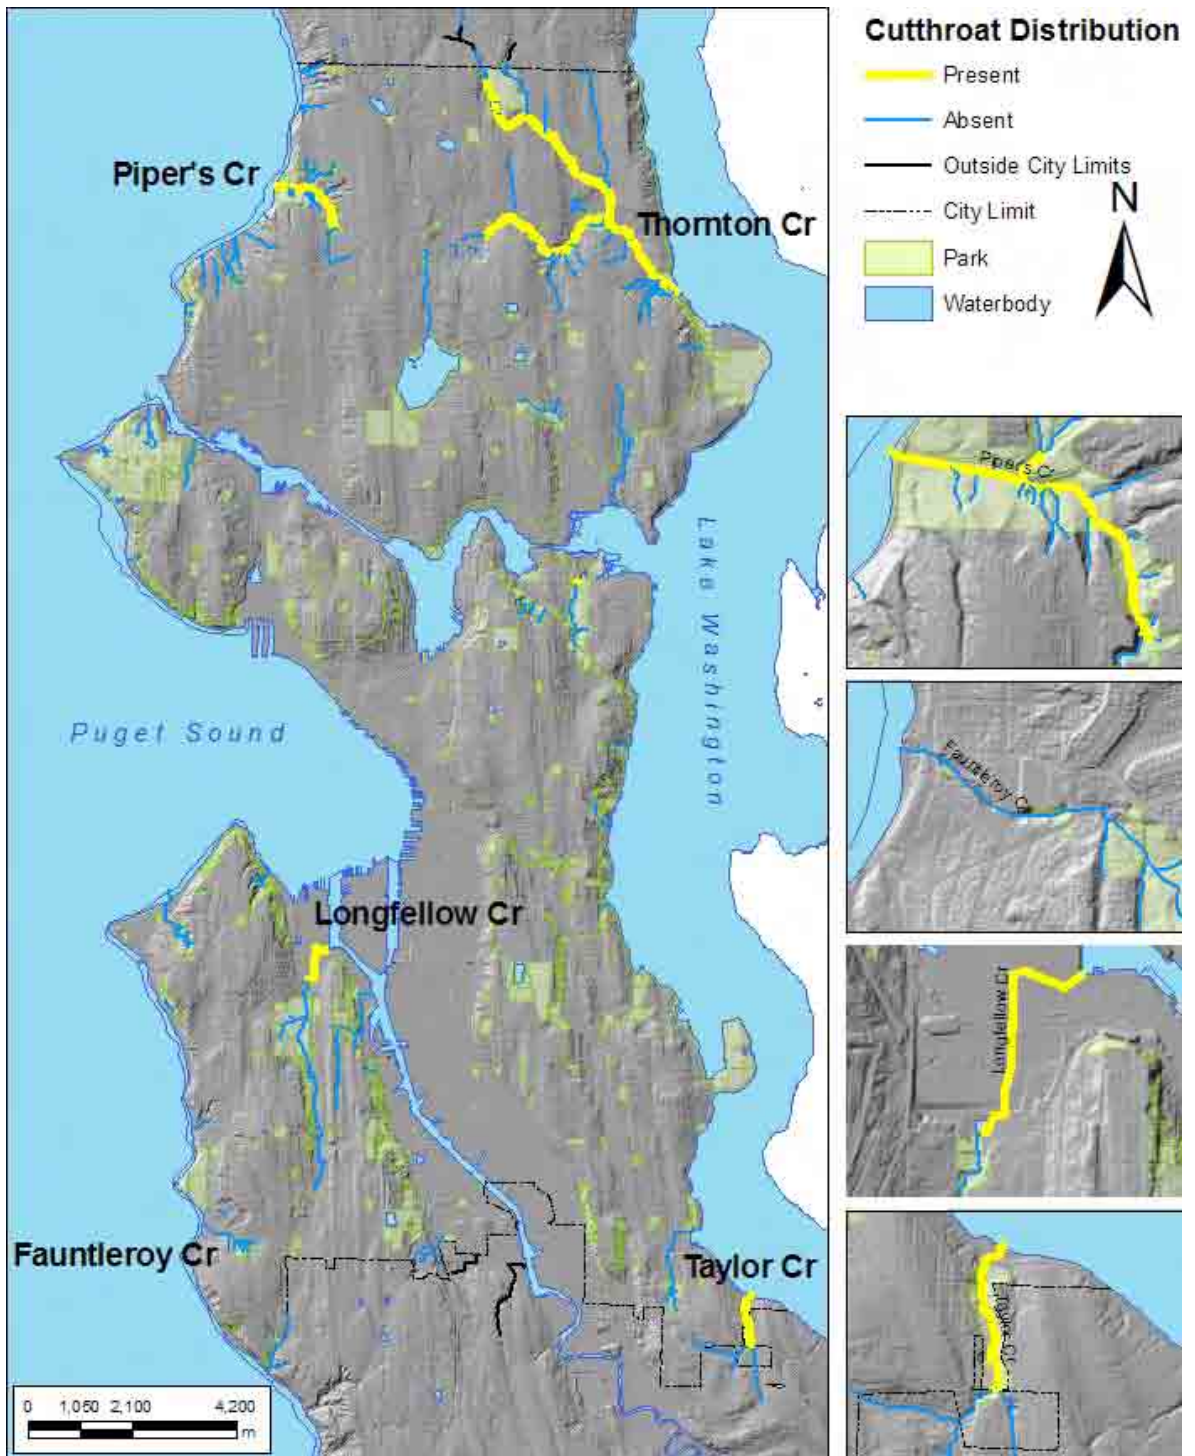 Cutthroat Distribution
Present
Absent
Outside City Limits
City Limit
Park
Waterbody
N
Piper's Cr
Thornton Cr
Lake Washington
Puget Sound
Longfellow Cr
Fauntleroy Cr
Taylor Cr
0 1,050 2,100 4,200
m
Pipers Cr
Fauntleroy Cr
Longfellow Cr